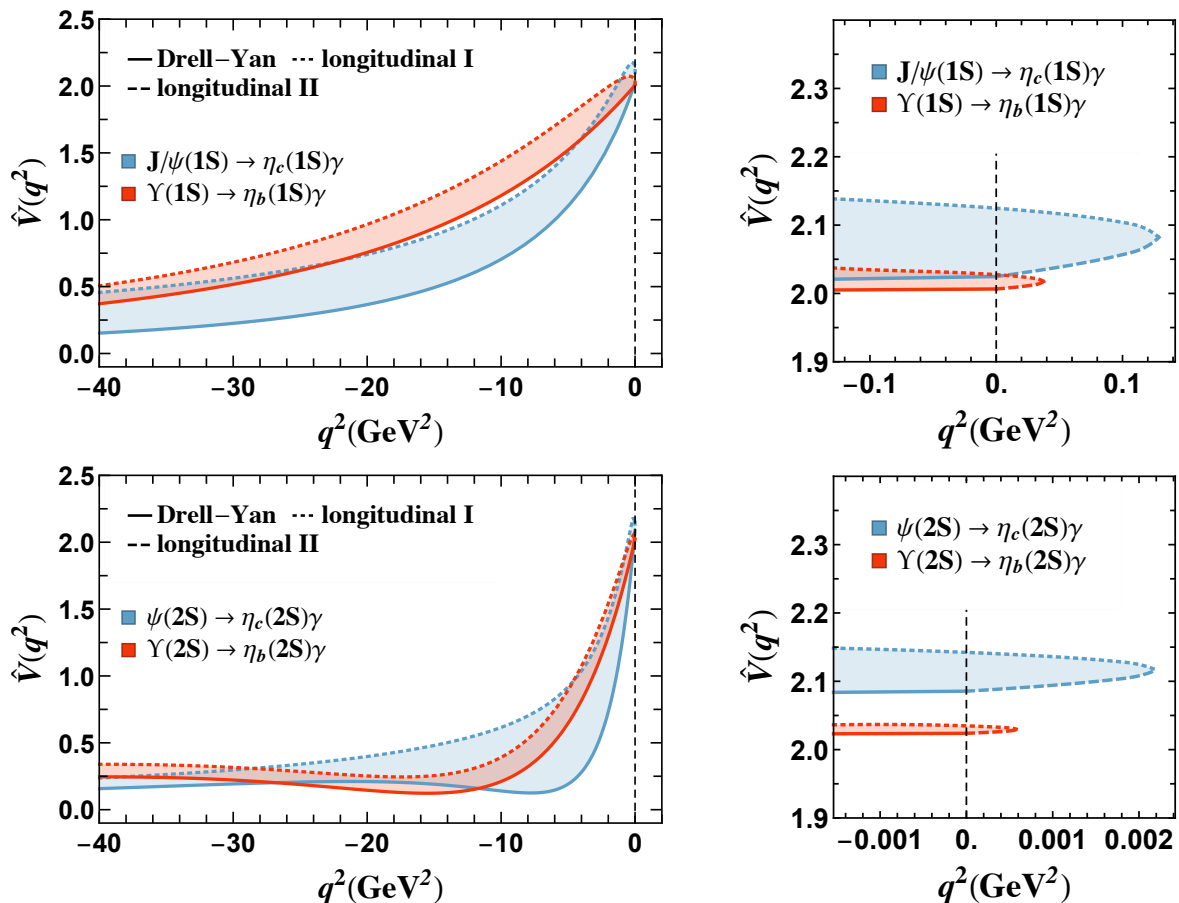 2.5
2.0
1.5
1.0
0.5
0.0
V̂(q²)
Drell−Yan
longitudinal I
longitudinal II
J/ψ(1S) → η_c(1S)γ
Υ(1S) → η_b(1S)γ
−40 −30 −20 −10 0
q²(GeV²)
2.3
2.2
2.1
2.0
1.9
V̂(q²)
J/ψ(1S) → η_c(1S)γ
Υ(1S) → η_b(1S)γ
−0.1 0. 0.1
q²(GeV²)
2.5
2.0
1.5
1.0
0.5
0.0
V̂(q²)
Drell−Yan
longitudinal I
longitudinal II
ψ(2S) → η_c(2S)γ
Υ(2S) → η_b(2S)γ
−40 −30 −20 −10 0
q²(GeV²)
2.3
2.2
2.1
2.0
1.9
V̂(q²)
ψ(2S) → η_c(2S)γ
Υ(2S) → η_b(2S)γ
−0.001 0. 0.001 0.002
q²(GeV²)